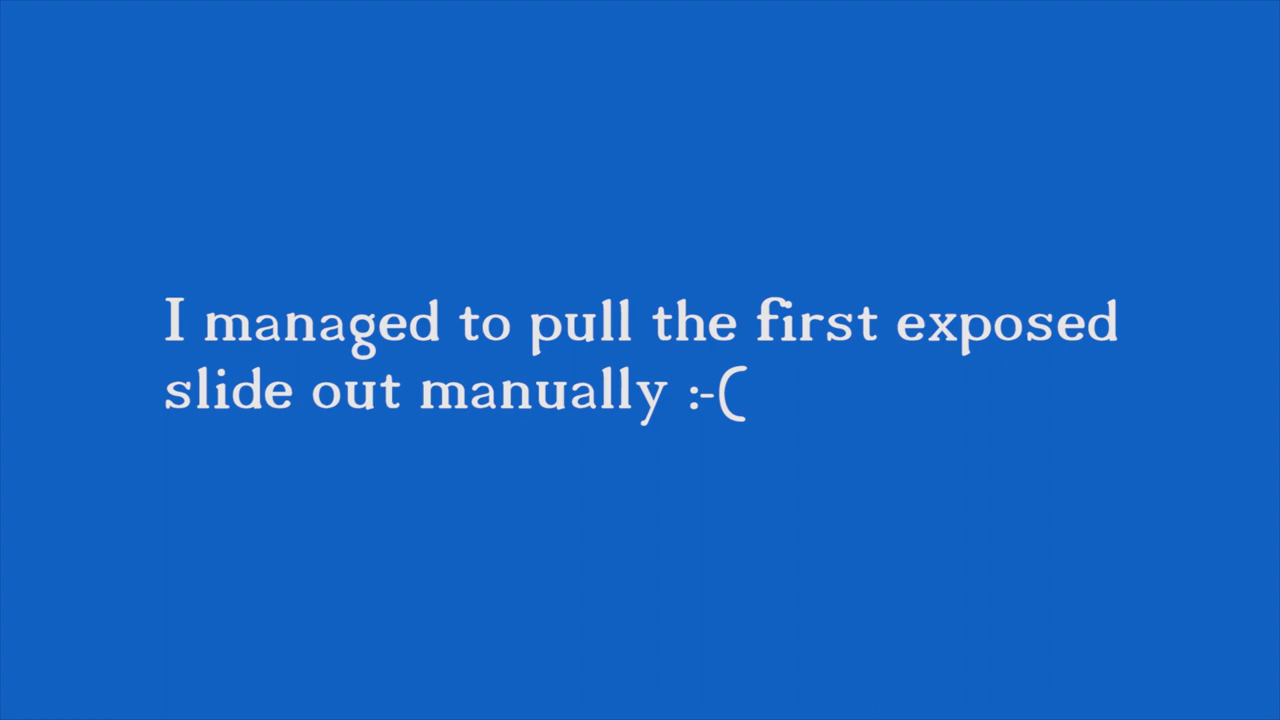 I managed to pull the first exposed
slide out manually :-(